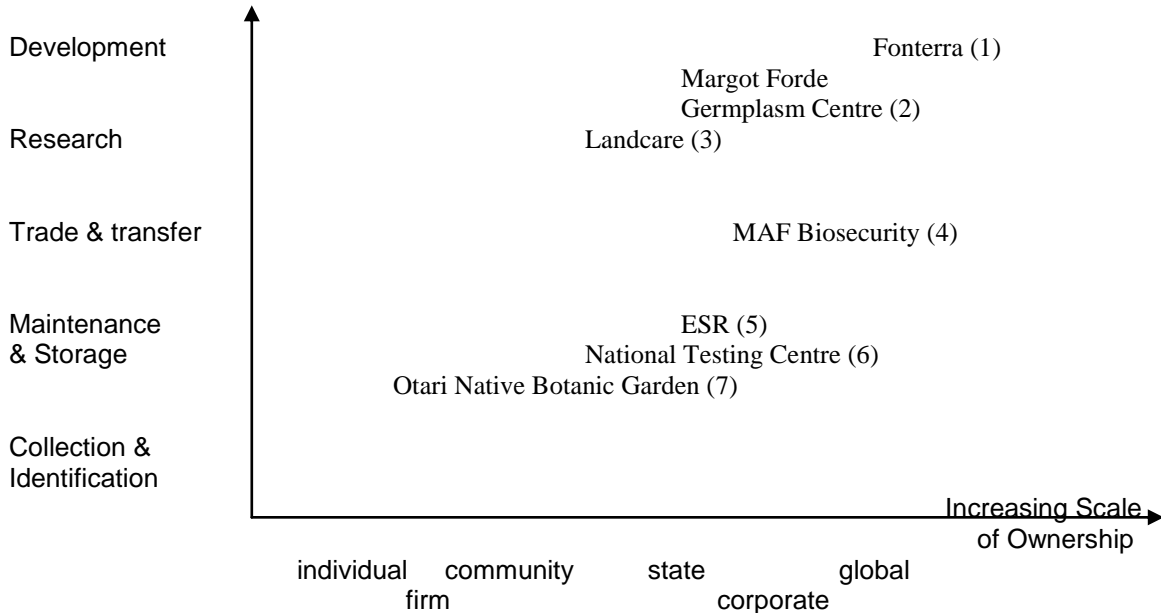 Development
Fonterra (1)
Margot Forde
Germplasm Centre (2)
Research
Landcare (3)
Trade & transfer
MAF Biosecurity (4)
Maintenance
& Storage
ESR (5)
National Testing Centre (6)
Otari Native Botanic Garden (7)
Collection &
Identification
Increasing Scale
of Ownership
individual community state global
firm corporate